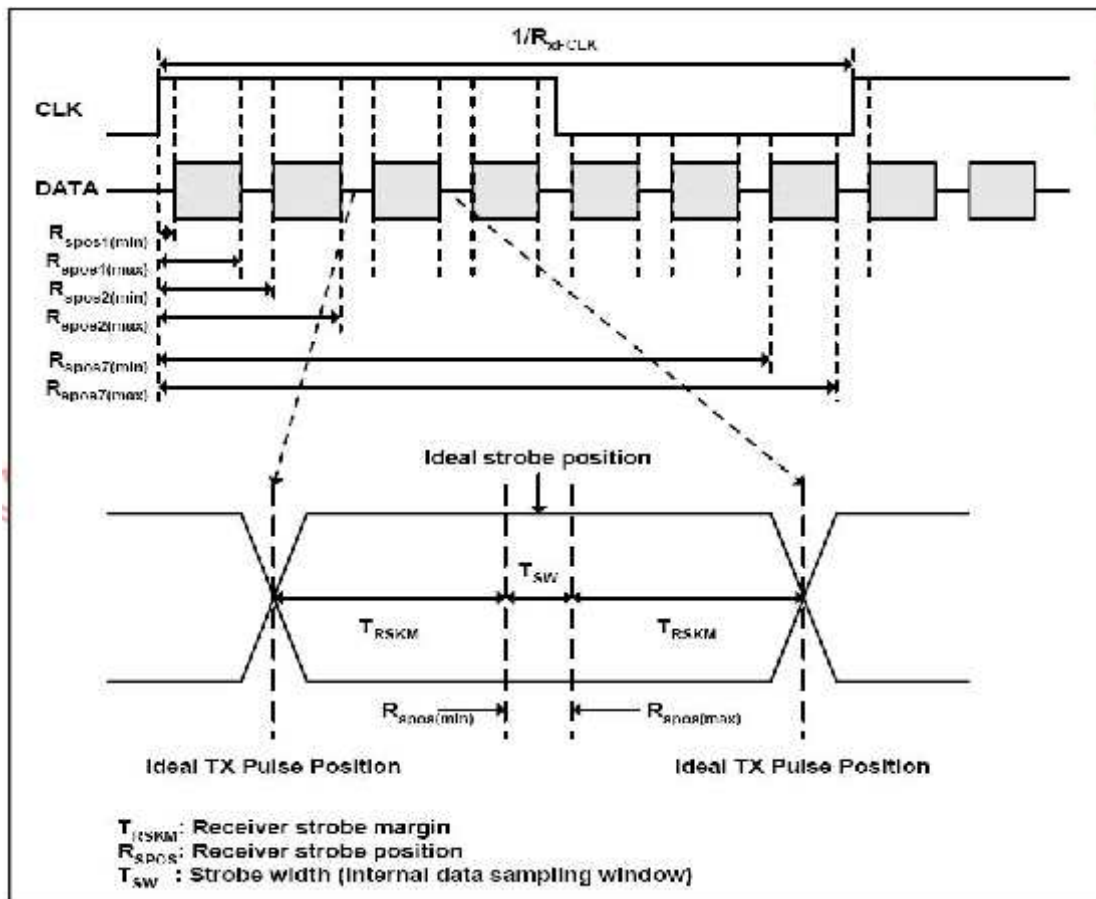 1/RxFCLK
CLK
DATA
Rspos1(min)
Rspos1(max)
Rspos2(min)
Rspos2(max)
Rspos7(min)
Rspos7(max)
Ideal strobe position
TSW
TRSKM TRSKM
Rspos(min) Rspos(max)
Ideal TX Pulse Position Ideal TX Pulse Position
TRSKM: Receiver strobe margin
RSPOS: Receiver strobe position
TSW : Strobe width (Internal data sampling window)